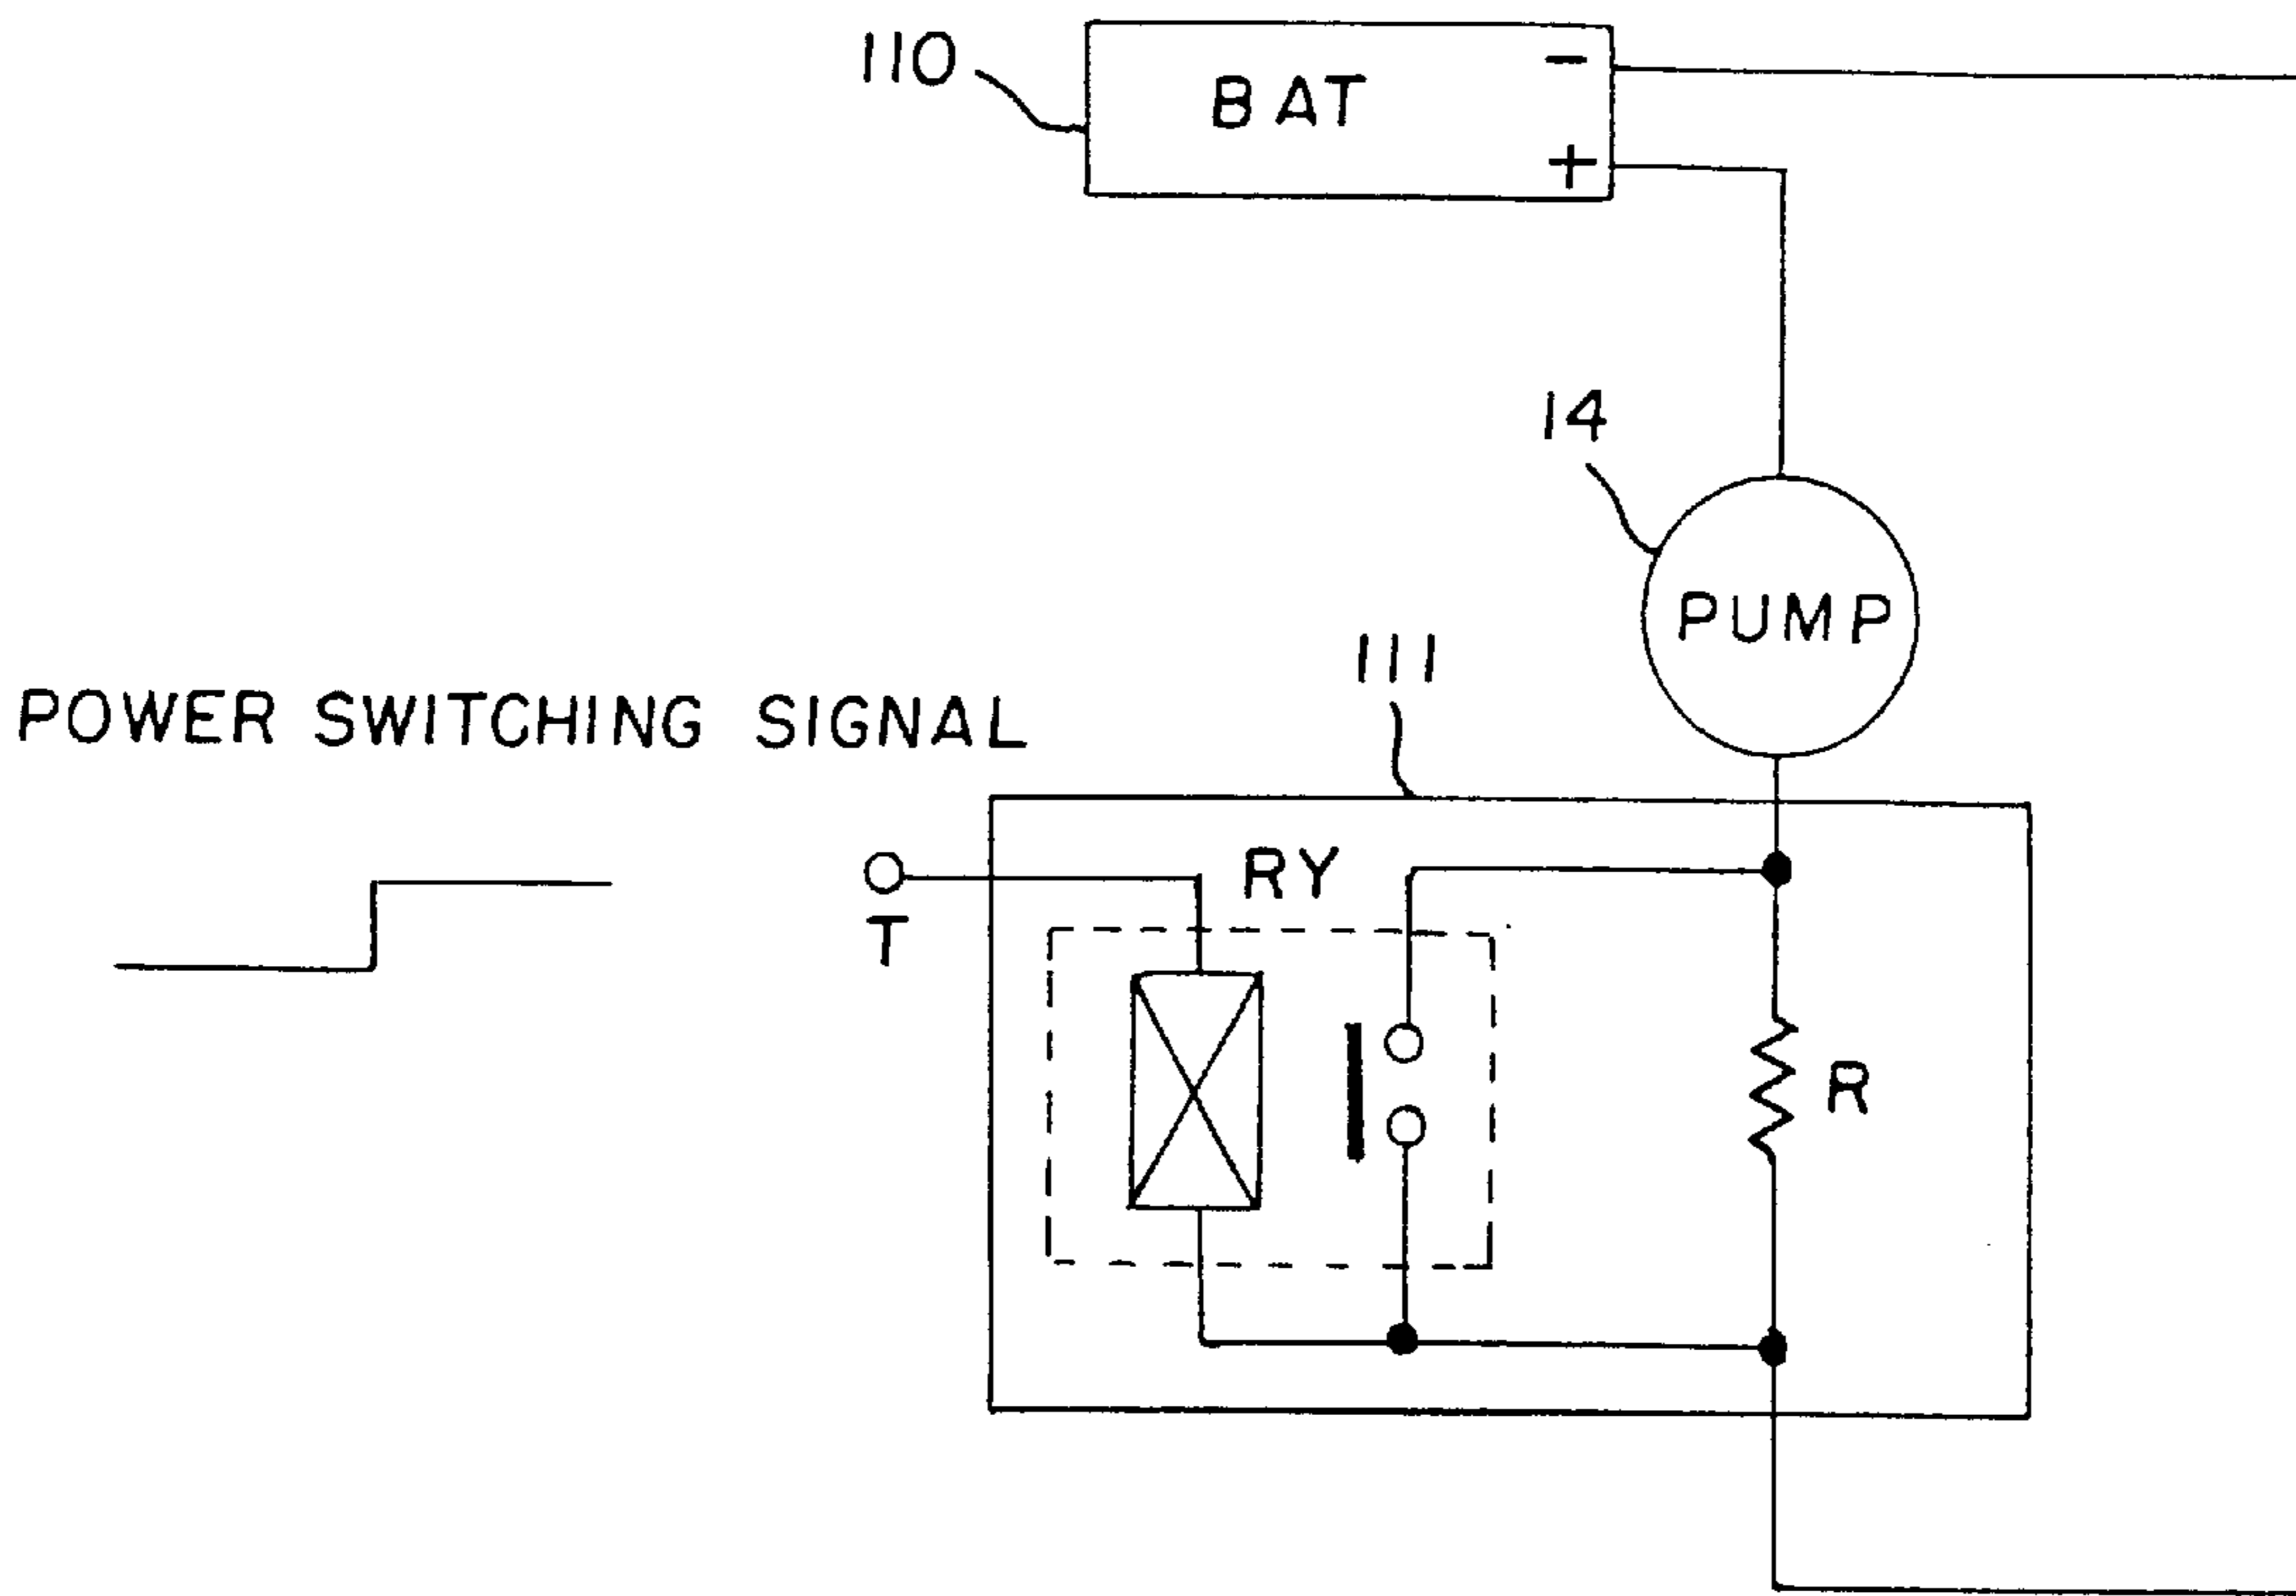 110
BAT
-
+
14
PUMP
111
POWER SWITCHING SIGNAL
RY
T
R